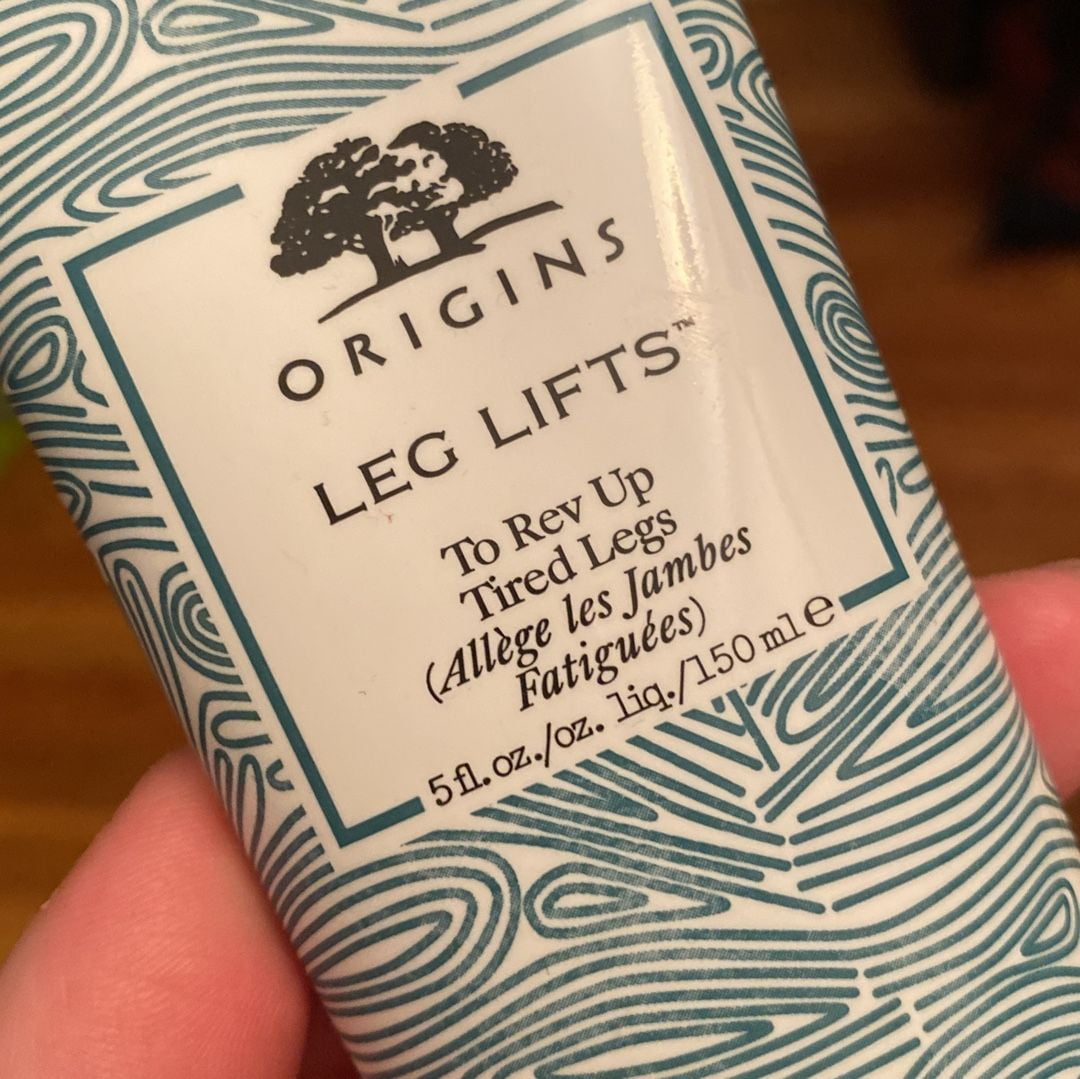 ORIGINS
LEG LIFTS™
To Rev Up
Tired Legs
(Allège les Jambes
Fatiguées)
5 fl. oz./oz. liq./150 ml e